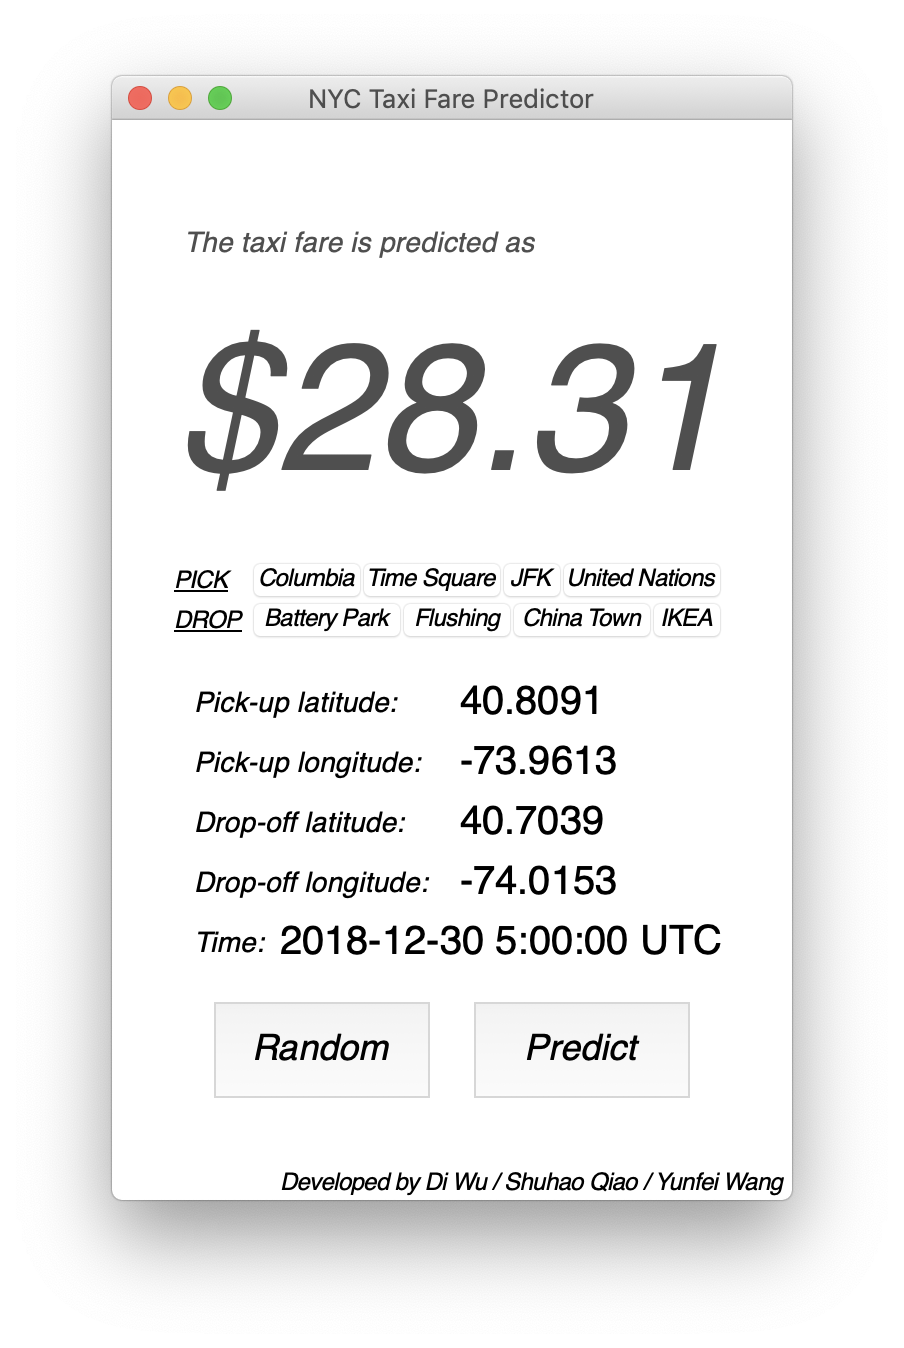 NYC Taxi Fare Predictor
The taxi fare is predicted as
$28.31
PICK Columbia Time Square JFK United Nations
DROP Battery Park Flushing China Town IKEA
Pick-up latitude: 40.8091
Pick-up longitude: -73.9613
Drop-off latitude: 40.7039
Drop-off longitude: -74.0153
Time: 2018-12-30 5:00:00 UTC
Random Predict
Developed by Di Wu / Shuhao Qiao / Yunfei Wang